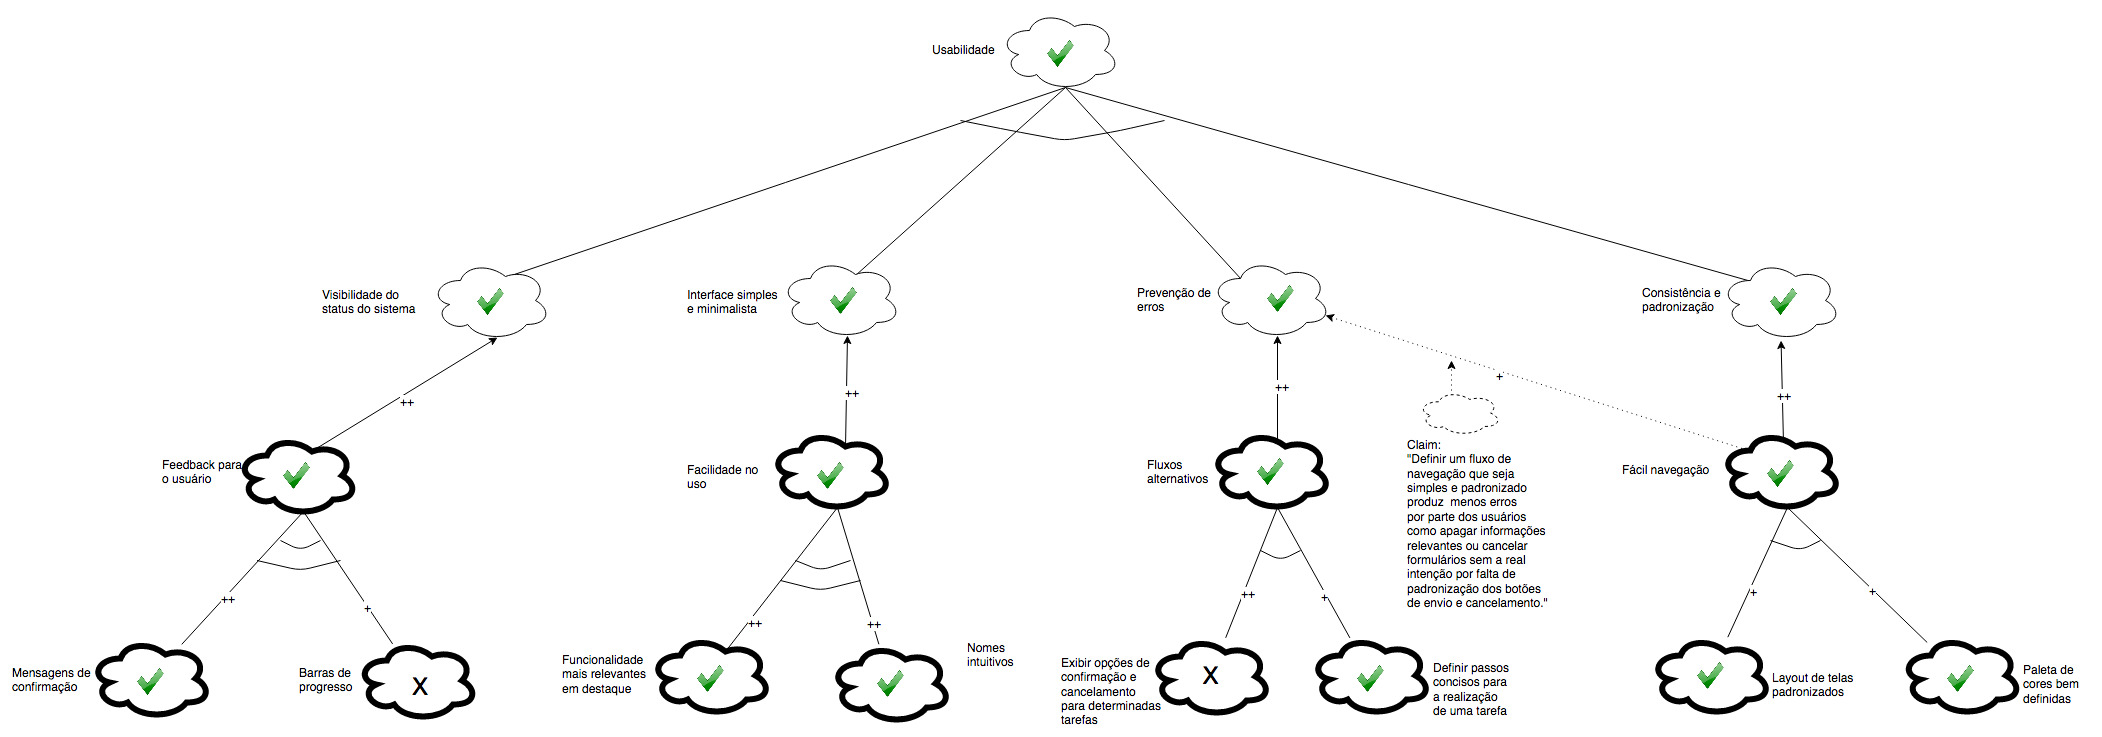 Usabilidade
Visibilidade do
status do sistema
Interface simples
e minimalista
Prevenção de
erros
Consistência e
padronização
++
++
++
+
++
Feedback para
o usuário
Facilidade no
uso
Fluxos
alternativos
Claim:
"Definir um fluxo de
navegação que seja
simples e padronizado
produz  menos erros
por parte dos usuários
como apagar informações
relevantes ou cancelar
formulários sem a real
intenção por falta de
padronização dos botões
de envio e cancelamento."
Fácil navegação
++
+
++
++
++
+
+
+
Mensagens de
confirmação
Barras de
progresso
X
Funcionalidade
mais relevantes
em destaque
Nomes
intuitivos
Exibir opções de
confirmação e
cancelamento
para determinadas
tarefas
X
Definir passos
concisos para
a realização
de uma tarefa
Layout de telas
padronizados
Paleta de
cores bem
definidas